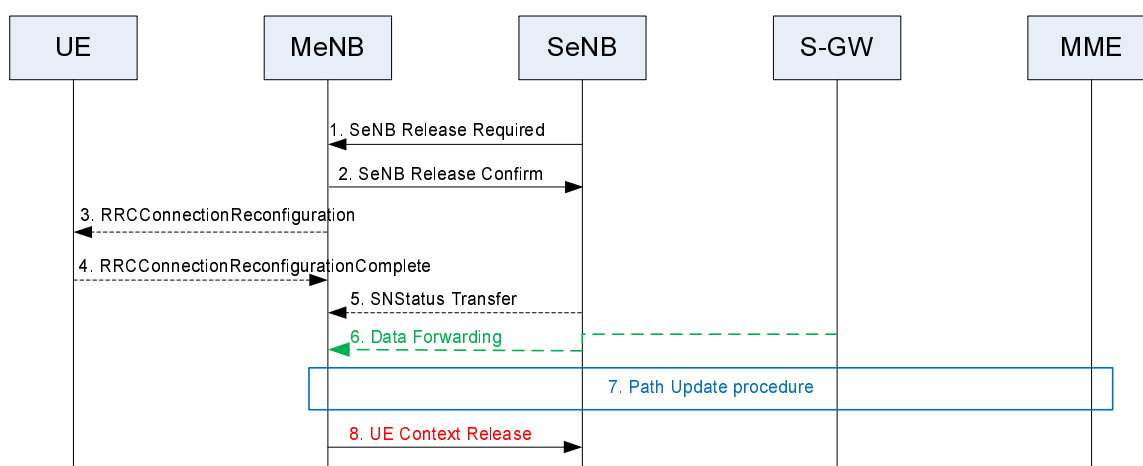 UE
MeNB
SeNB
S-GW
MME
1. SeNB Release Required
2. SeNB Release Confirm
3. RRCConnectionReconfiguration
4. RRCConnectionReconfigurationComplete
5. SNStatus Transfer
6. Data Forwarding
7. Path Update procedure
8. UE Context Release